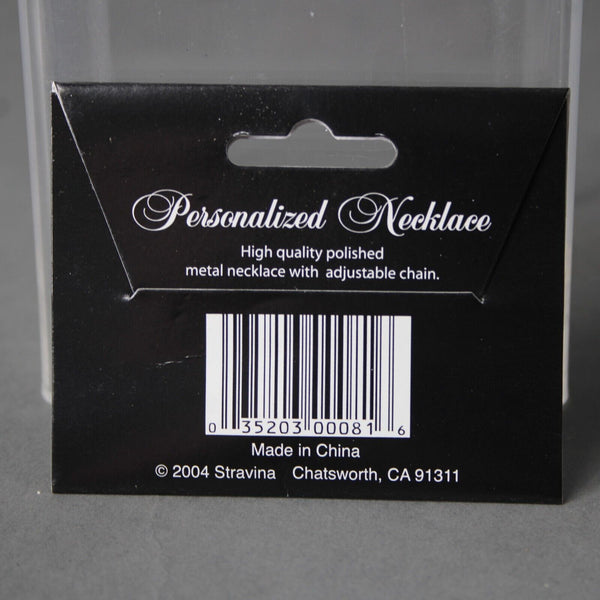 Personalized Necklace
High quality polished
metal necklace with adjustable chain.
0 35203 00081 6
Made in China
© 2004 Stravina Chatsworth, CA 91311